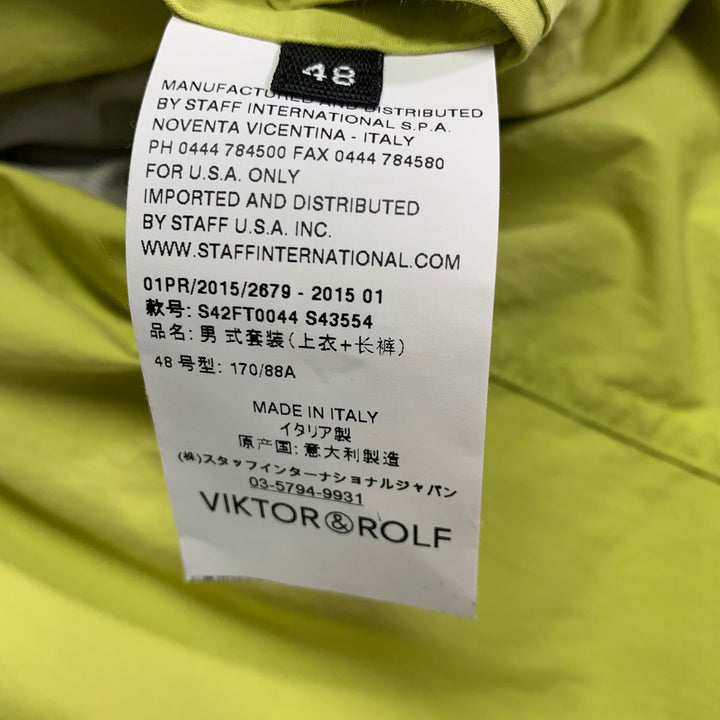 48
MANUFACTURED AND DISTRIBUTED
BY STAFF INTERNATIONAL S.P.A.
NOVENTA VICENTINA - ITALY
PH 0444 784500 FAX 0444 784580
FOR U.S.A. ONLY
IMPORTED AND DISTRIBUTED
BY STAFF U.S.A. INC.
WWW.STAFFINTERNATIONAL.COM
01PR/2015/2679 - 2015 01
款号: S42FT0044 S43554
品名: 男 式套装(上衣+长裤)
48 号型: 170/88A
MADE IN ITALY
イタリア製
原产国: 意大利製造
(株)スタッフインターナショナルジャパン
03-5794-9931
VIKTOR&ROLF